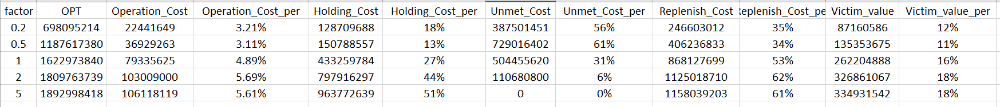 factor OPT Operation_Cost Operation_Cost_per Holding_Cost Holding_Cost_per Unmet_Cost Unmet_Cost_per Replenish_Cost Replenish_Cost_pe Victim_value Victim_value_per
0.2 698095214 22441649 3.21% 128709688 18% 387501451 56% 246603012 35% 87160586 12%
0.5 1187617380 36929263 3.11% 150788557 13% 729016402 61% 406236833 34% 135353675 11%
1 1622973840 79335625 4.89% 433259784 27% 504455620 31% 868127699 53% 262204888 16%
2 1809763739 103009000 5.69% 797916297 44% 110680800 6% 1125018710 62% 326861067 18%
5 1892998418 106118119 5.61% 963772639 51% 0 0% 1158039203 61% 334931542 18%